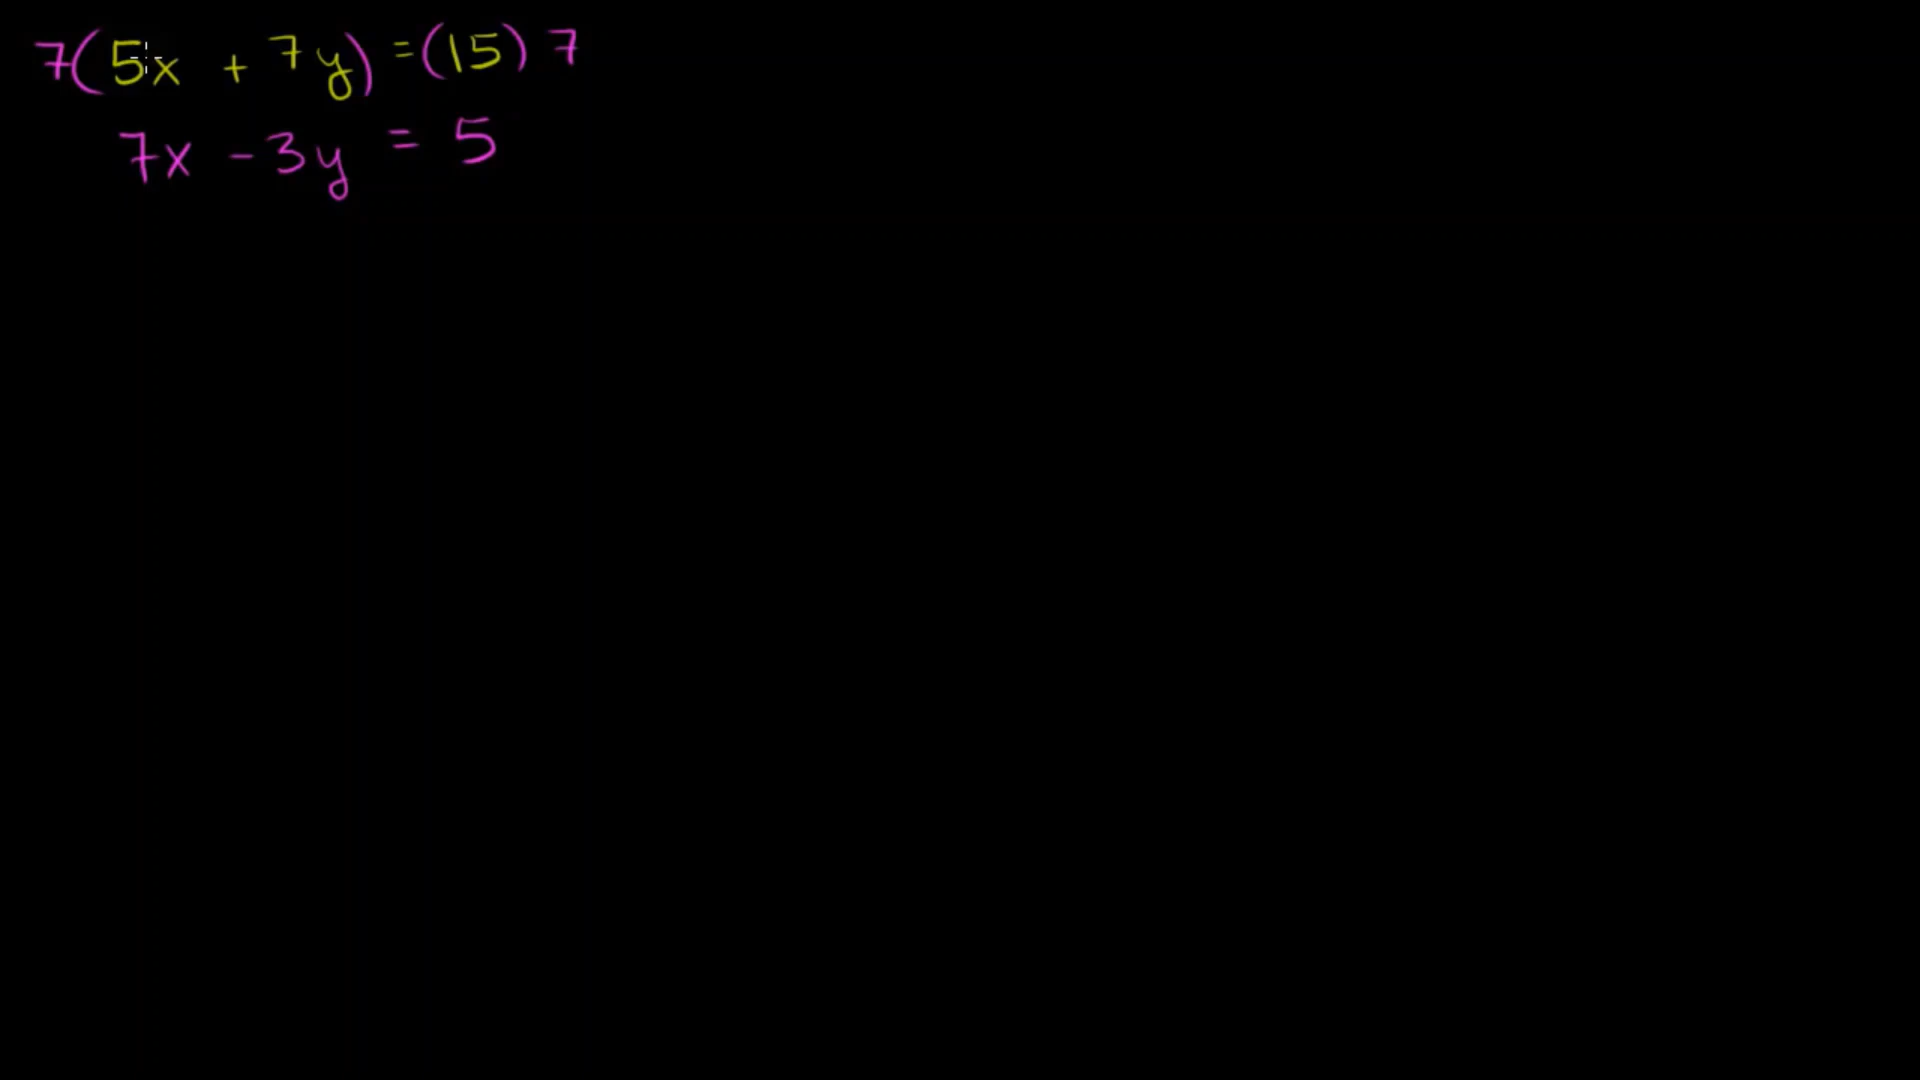 7(5x + 7y) = (15)7
7x - 3y = 5